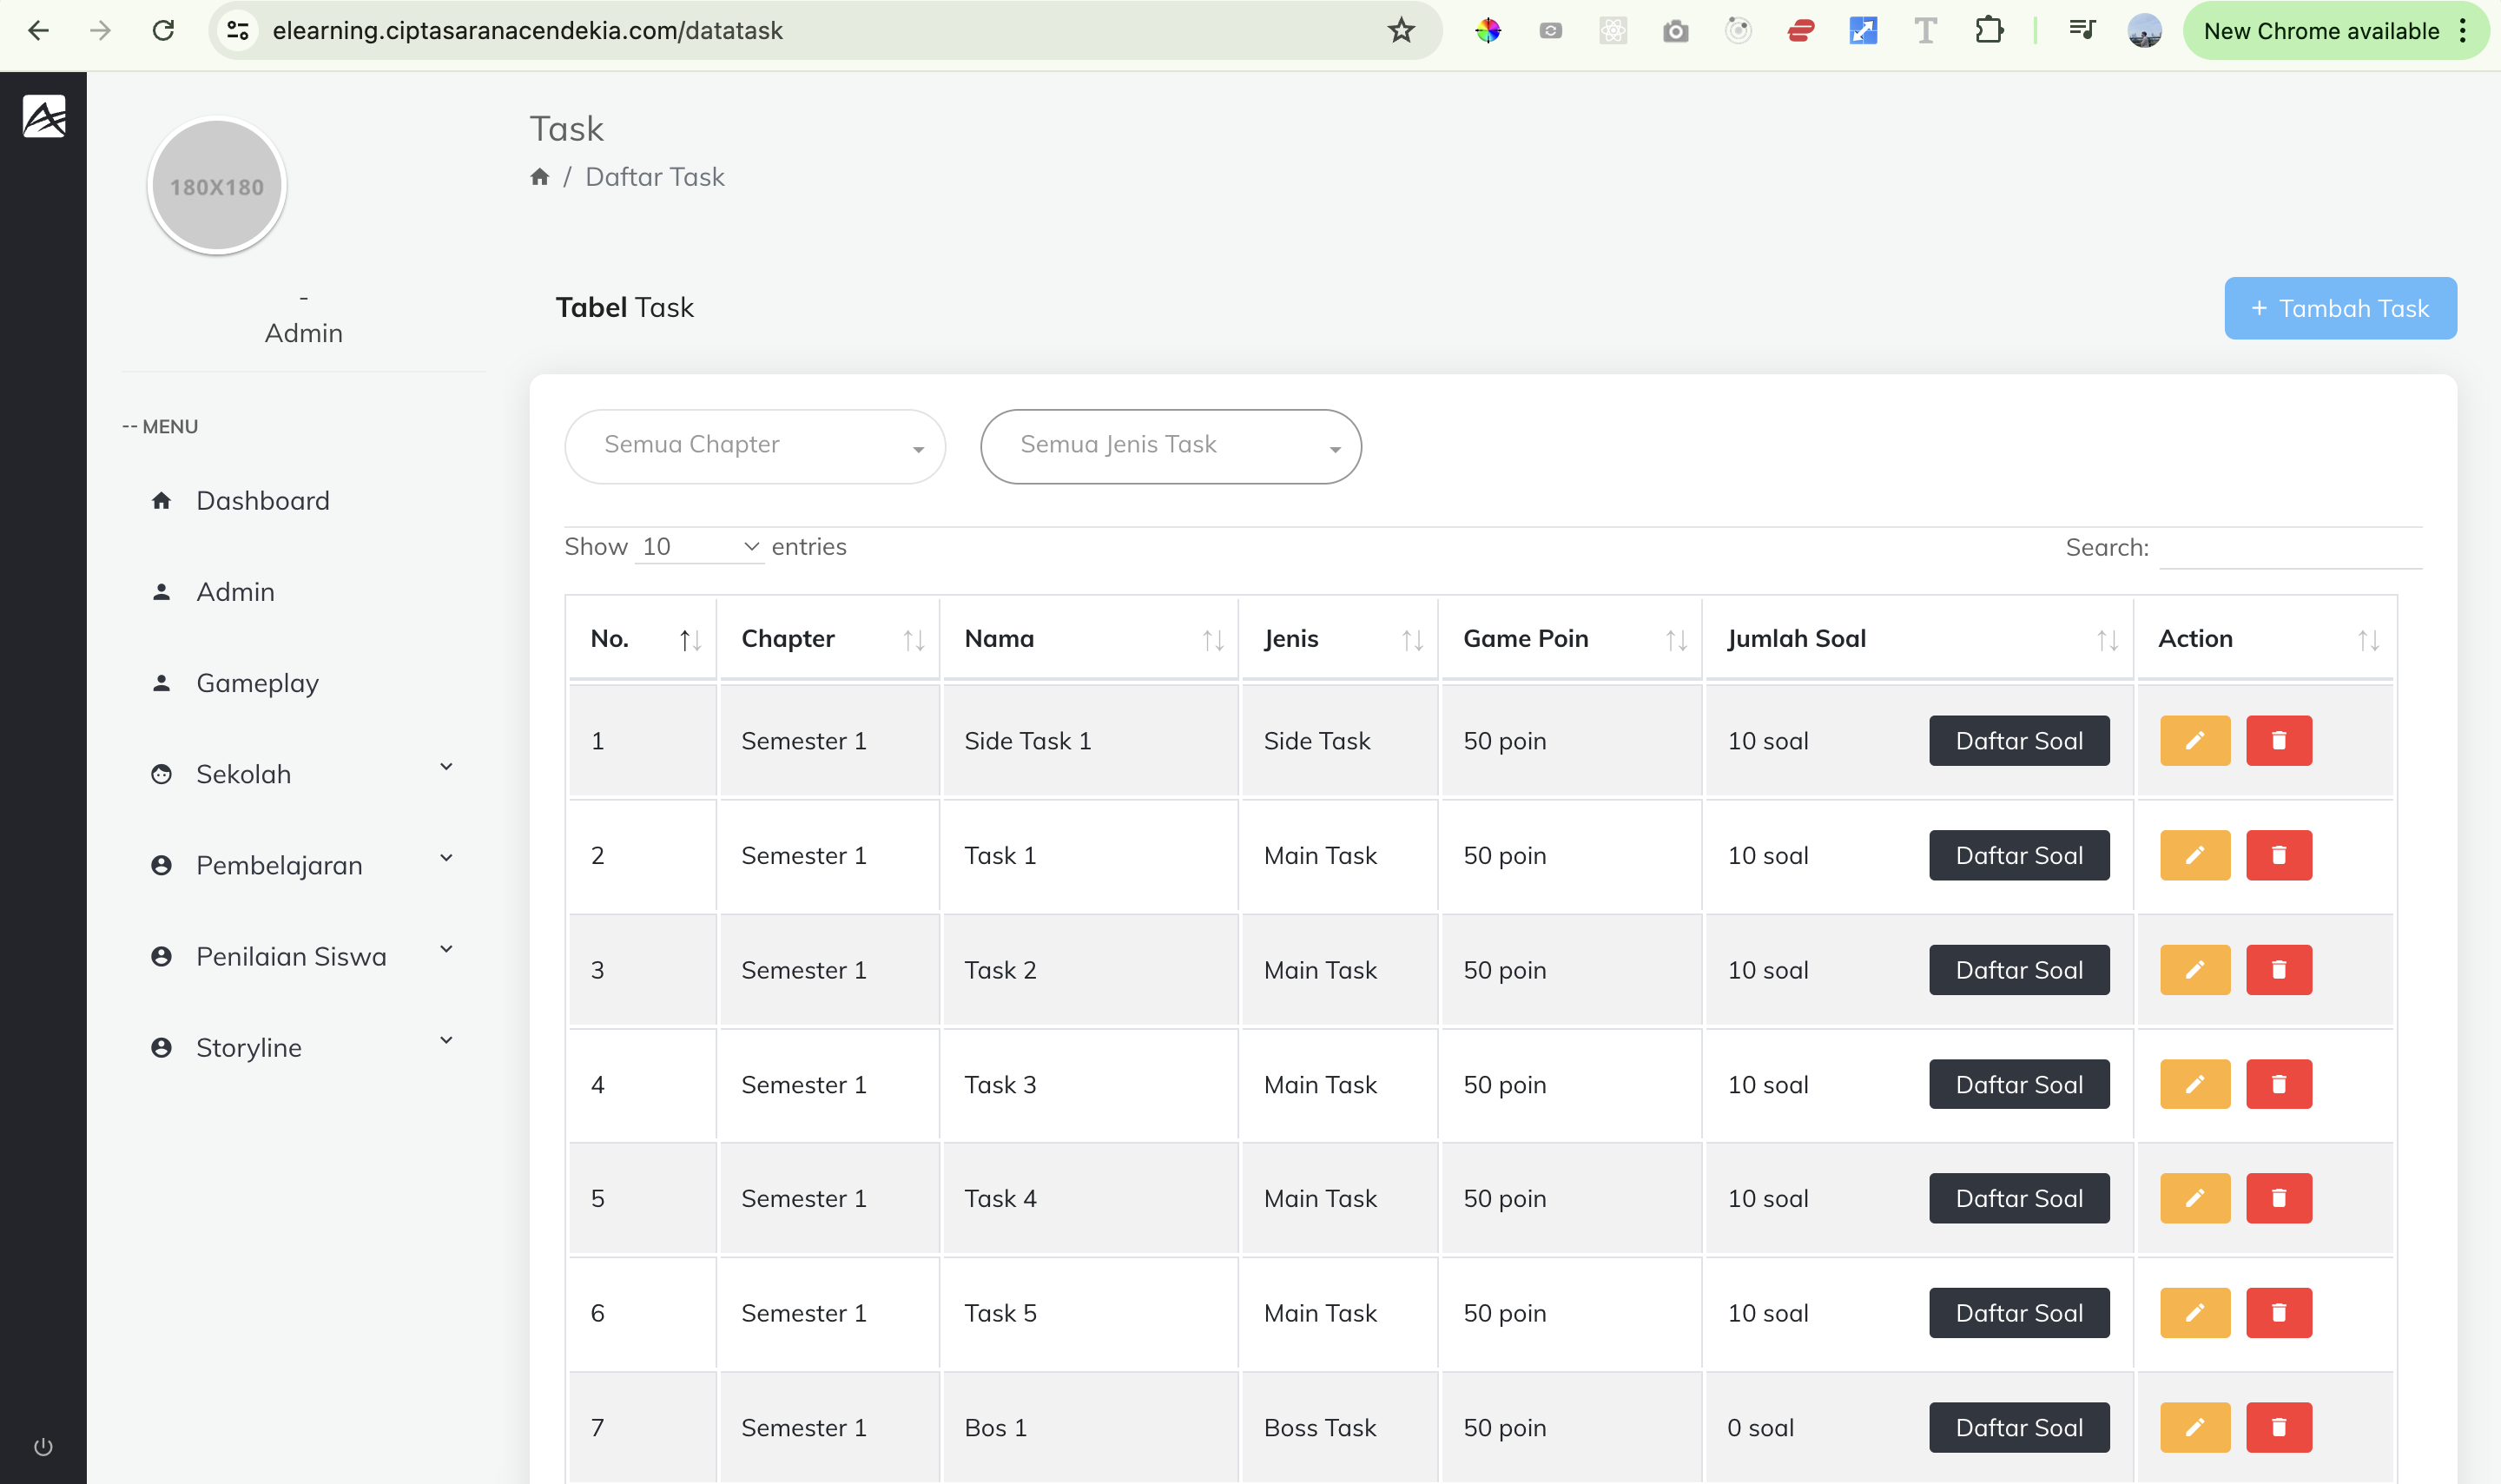 elearning.ciptasaranacendekia.com/datatask
New Chrome available
180X180
-
Admin
-- MENU
Dashboard
Admin
Gameplay
Sekolah
Pembelajaran
Penilaian Siswa
Storyline
Task
/ Daftar Task
Tabel Task
+ Tambah Task
Semua Chapter
Semua Jenis Task
Show 10 entries
Search:
No. Chapter Nama Jenis Game Poin Jumlah Soal Action
1 Semester 1 Side Task 1 Side Task 50 poin 10 soal Daftar Soal
2 Semester 1 Task 1 Main Task 50 poin 10 soal Daftar Soal
3 Semester 1 Task 2 Main Task 50 poin 10 soal Daftar Soal
4 Semester 1 Task 3 Main Task 50 poin 10 soal Daftar Soal
5 Semester 1 Task 4 Main Task 50 poin 10 soal Daftar Soal
6 Semester 1 Task 5 Main Task 50 poin 10 soal Daftar Soal
7 Semester 1 Bos 1 Boss Task 50 poin 0 soal Daftar Soal